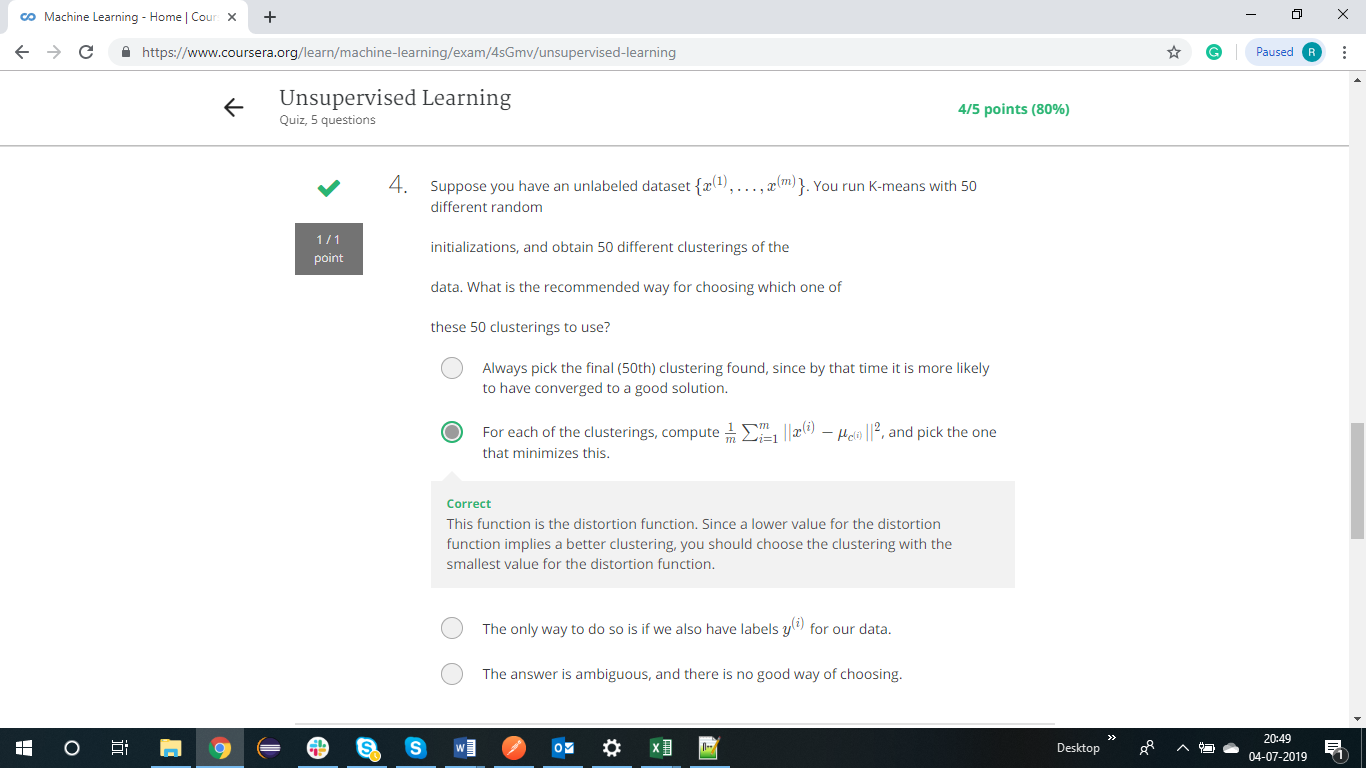 Machine Learning - Home | Cour
https://www.coursera.org/learn/machine-learning/exam/4sGmv/unsupervised-learning
Paused R
Unsupervised Learning
Quiz, 5 questions
4/5 points (80%)
1 / 1
point
4.
Suppose you have an unlabeled dataset {x^(1), . . . , x^(m)}. You run K-means with 50
different random
initializations, and obtain 50 different clusterings of the
data. What is the recommended way for choosing which one of
these 50 clusterings to use?
Always pick the final (50th) clustering found, since by that time it is more likely
to have converged to a good solution.
For each of the clusterings, compute 1/m ∑_{i=1}^m ||x^(i) − μ_{c^(i)}||^2, and pick the one
that minimizes this.
Correct
This function is the distortion function. Since a lower value for the distortion
function implies a better clustering, you should choose the clustering with the
smallest value for the distortion function.
The only way to do so is if we also have labels y^(i) for our data.
The answer is ambiguous, and there is no good way of choosing.
Desktop
20:49
04-07-2019
1